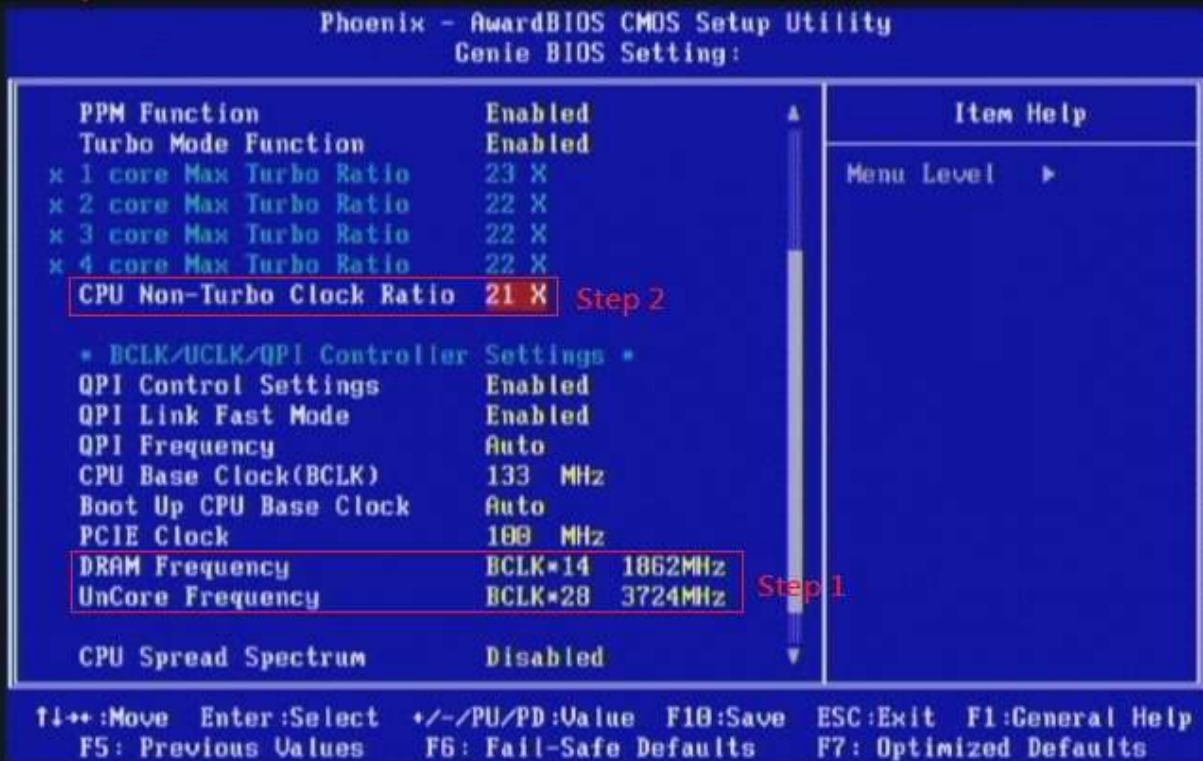 Phoenix - AwardBIOS CMOS Setup Utility
Genie BIOS Setting:
PPM Function Enabled
Turbo Mode Function Enabled
x 1 core Max Turbo Ratio 23 X
x 2 core Max Turbo Ratio 22 X
x 3 core Max Turbo Ratio 22 X
x 4 core Max Turbo Ratio 22 X
CPU Non-Turbo Clock Ratio 21 X Step 2
* BCLK/UCLK/QPI Controller Settings *
QPI Control Settings Enabled
QPI Link Fast Mode Enabled
QPI Frequency Auto
CPU Base Clock(BCLK) 133 MHz
Boot Up CPU Base Clock Auto
PCIE Clock 100 MHz
DRAM Frequency BCLK*14 1862MHz
UnCore Frequency BCLK*28 3724MHz Step 1
CPU Spread Spectrum Disabled
Item Help
Menu Level ▶
↑↓→←:Move Enter:Select +/-/PU/PD:Value F10:Save ESC:Exit F1:General Help
F5: Previous Values F6: Fail-Safe Defaults F7: Optimized Defaults